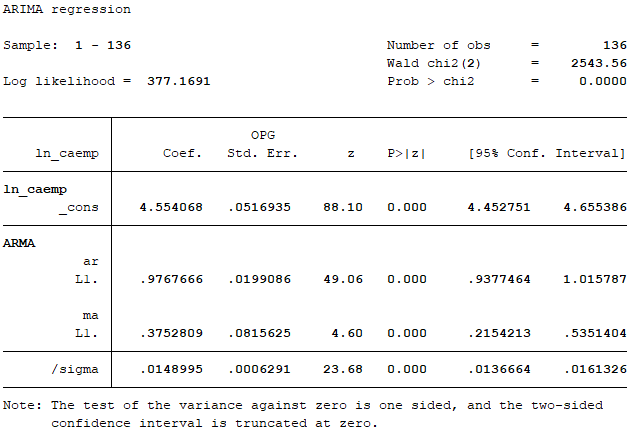 ARIMA regression
Sample:  1 - 136                                Number of obs     =        136
                                                Wald chi2(2)      =    2543.56
Log likelihood =  377.1691                      Prob > chi2       =     0.0000
OPG
ln_caemp        Coef.   Std. Err.      z    P>|z|     [95% Conf. Interval]
ln_caemp
_cons     4.554068   .0516935    88.10   0.000     4.452751    4.655386
ARMA
ar
L1.     .9767666   .0199086    49.06   0.000     .9377464    1.015787
ma
L1.     .3752809   .0815625     4.60   0.000     .2154213    .5351404
/sigma     .0148995   .0006291    23.68   0.000     .0136664    .0161326
Note: The test of the variance against zero is one sided, and the two-sided
confidence interval is truncated at zero.